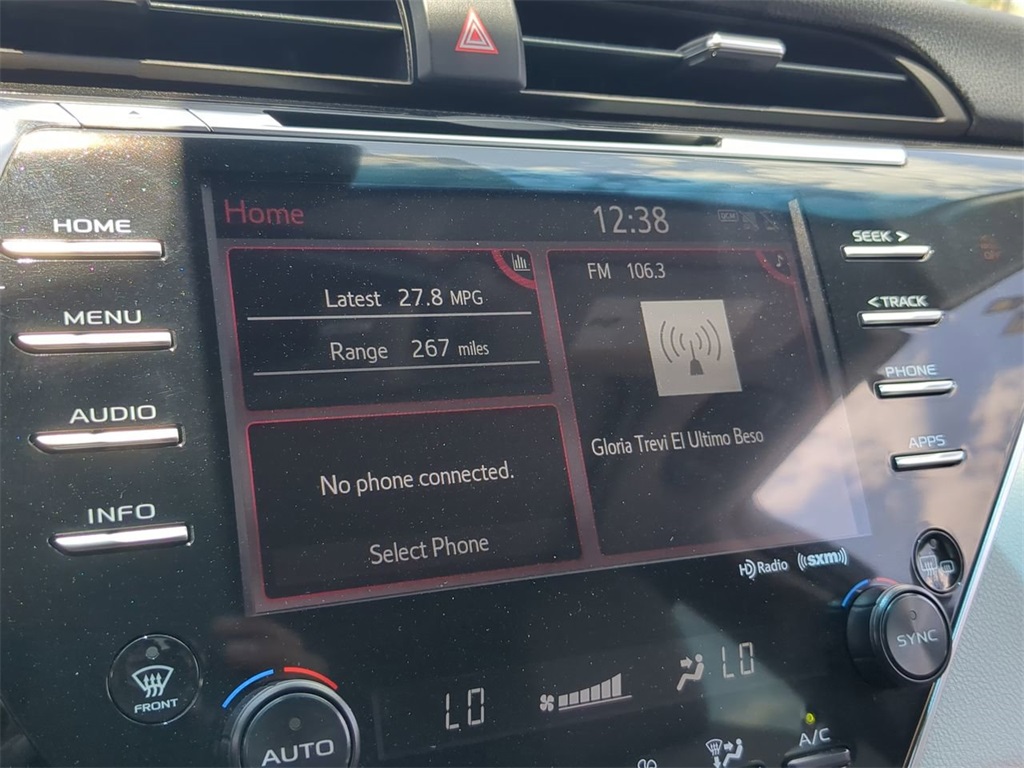 Home 12:38 DCM
HOME
MENU
AUDIO
INFO
Latest 27.8 MPG
Range 267 miles
No phone connected.
Select Phone
FM 106.3
Gloria Trevi El Ultimo Beso
SEEK >
< TRACK
PHONE
APPS
HD Radio ((sxm))
FRONT
AUTO
LO
LO
SYNC
A/C